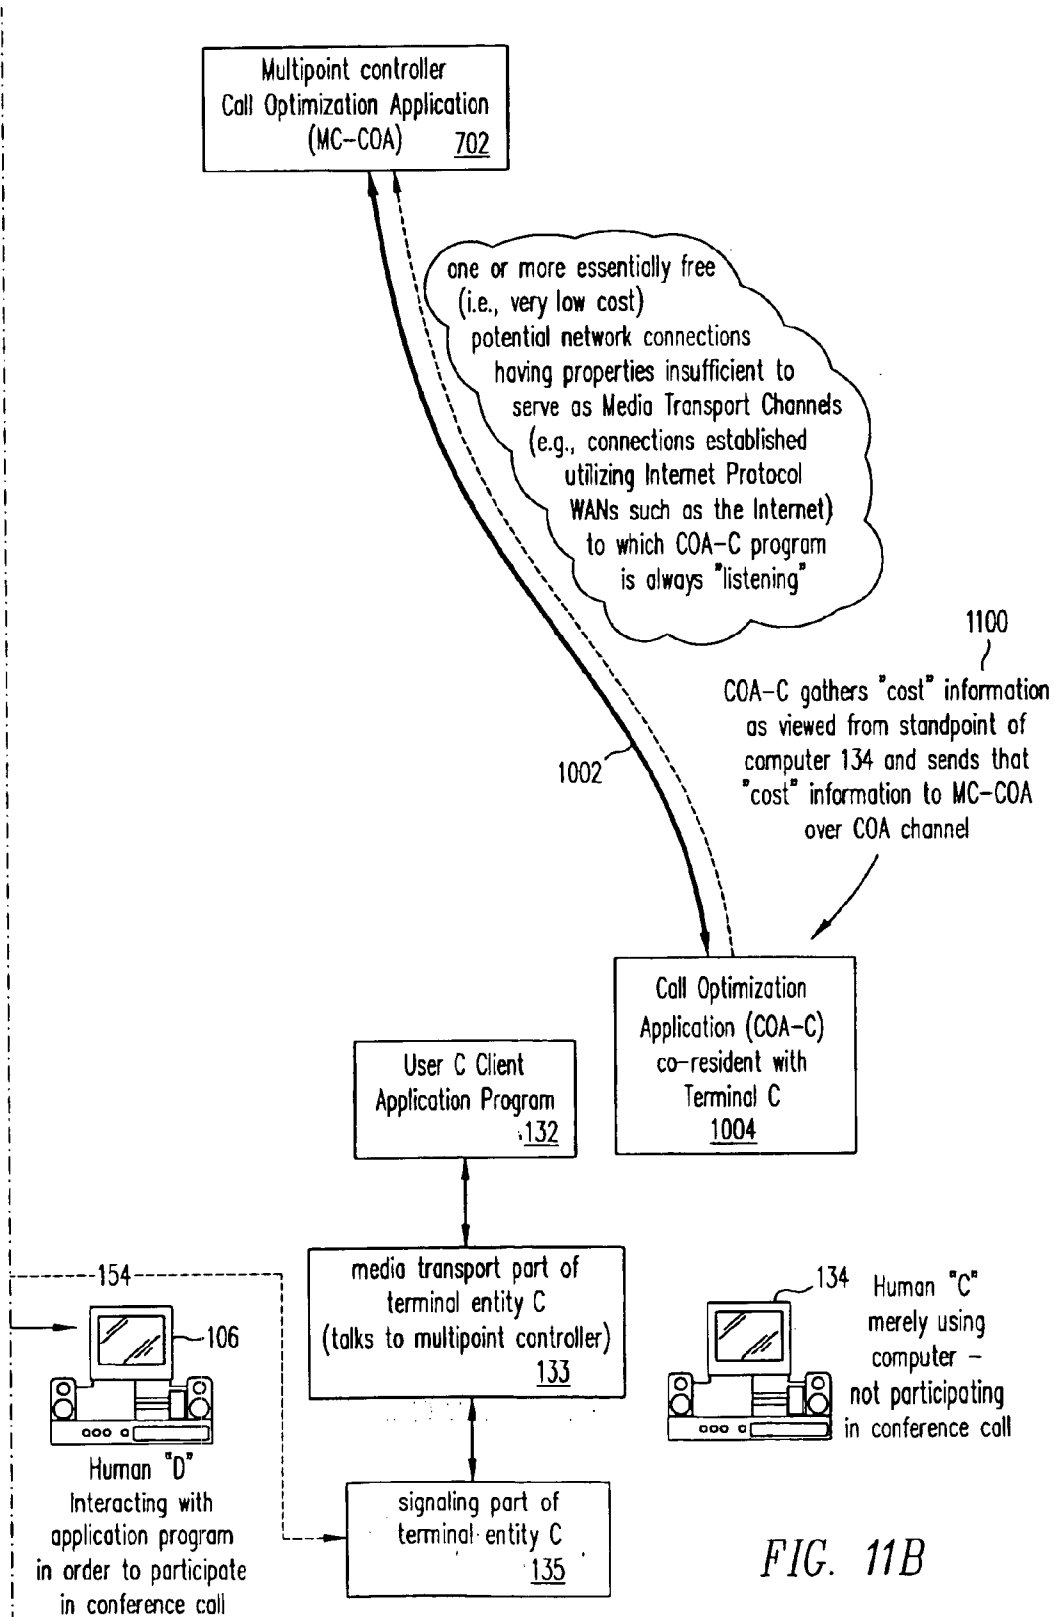 Multipoint controller
Call Optimization Application
(MC-COA) 702
one or more essentially free
(i.e., very low cost)
potential network connections
having properties insufficient to
serve as Media Transport Channels
(e.g., connections established
utilizing Internet Protocol
WANs such as the Internet)
to which COA-C program
is always "listening"
1100
COA-C gathers "cost" information
as viewed from standpoint of
computer 134 and sends that
"cost" information to MC-COA
over COA channel
1002
Call Optimization
Application (COA-C)
co-resident with
Terminal C
1004
User C Client
Application Program
132
media transport part of
terminal entity C
(talks to multipoint controller)
133
154
106
Human "D"
Interacting with
application program
in order to participate
in conference call
134
Human "C"
merely using
computer -
not participating
in conference call
signaling part of
terminal entity C
135
FIG. 11B